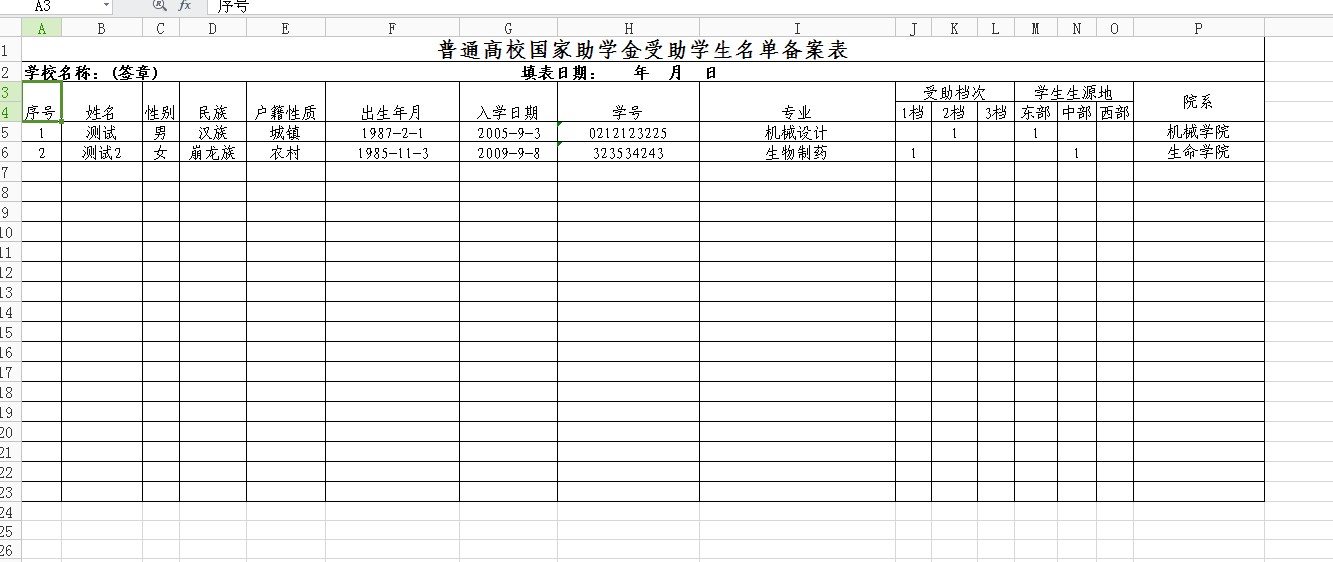 A3 fx 序号
A B C D E F G H I J K L M N O P
1 普通高校国家助学金受助学生名单备案表
2 学校名称：（签章） 填表日期： 年 月 日
3 受助档次 学生生源地
4 序号 姓名 性别 民族 户籍性质 出生年月 入学日期 学号 专业 1档 2档 3档 东部 中部 西部 院系
5 1 测试 男 汉族 城镇 1987-2-1 2005-9-3 0212123225 机械设计 1 1 机械学院
6 2 测试2 女 崩龙族 农村 1985-11-3 2009-9-8 323534243 生物制药 1 1 生命学院
7
8
9
10
11
12
13
14
15
16
17
18
19
20
21
22
23
24
25
26